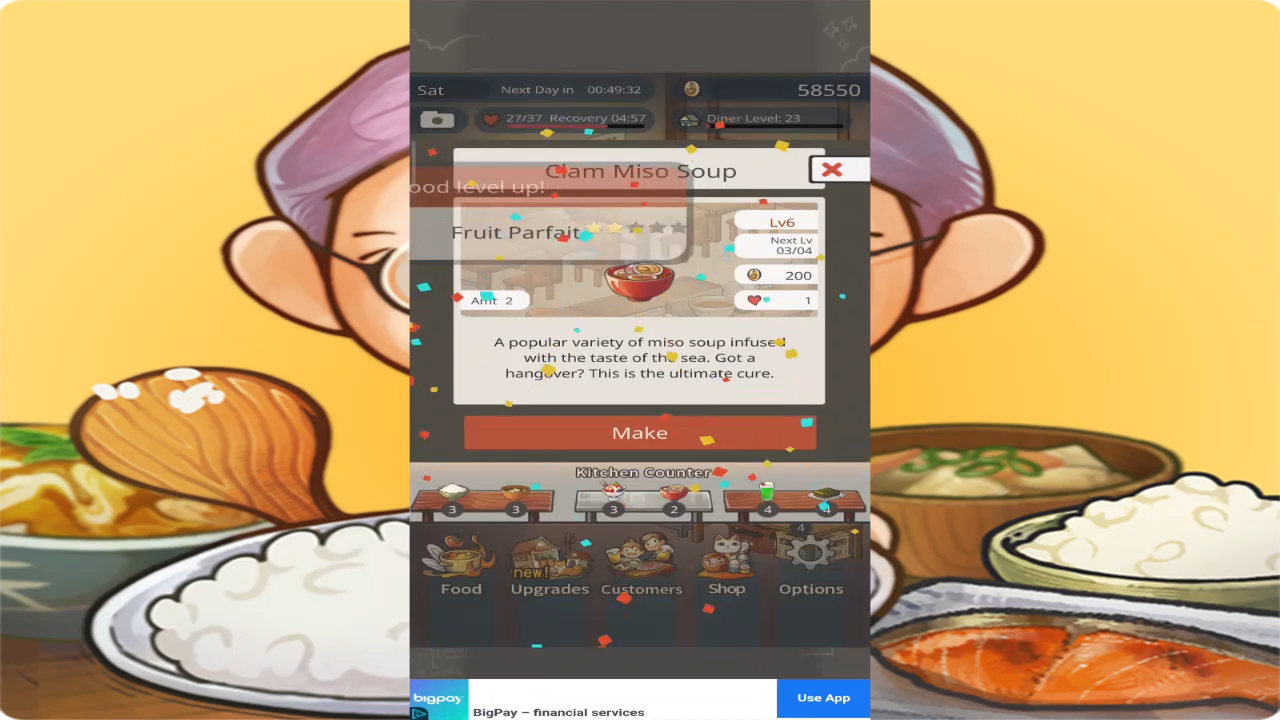 Sat
Next Day in 00:49:32
58550
27/37 Recovery 04:57
Diner Level: 23
Clam Miso Soup
ood level up!
Fruit Parfait
Lv6
Next Lv
03/04
200
Amt 2
1
A popular variety of miso soup infused
with the taste of the sea. Got a
hangover? This is the ultimate cure.
Make
Kitchen Counter
3 3 3 2 4 4
4
new!
Food Upgrades Customers Shop Options
bigpay
BigPay – financial services
Use App